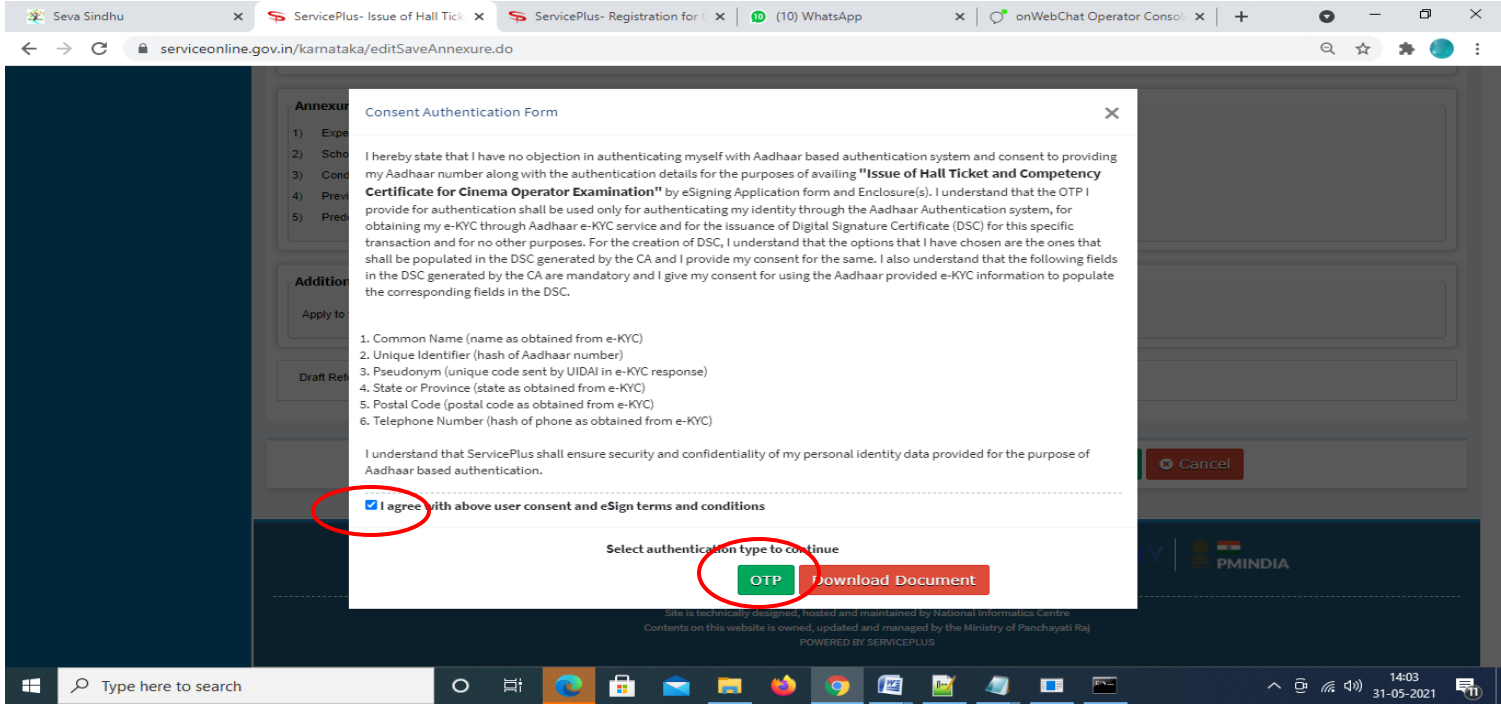 Seva Sindhu
ServicePlus- Issue of Hall Tick
ServicePlus- Registration for
(10) WhatsApp
onWebChat Operator Consol
serviceonline.gov.in/karnataka/editSaveAnnexure.do
Annexur
1) Expe
2) Scho
3) Cond
4) Previ
5) Prede
Addition
Apply to
Draft Refe
Consent Authentication Form
I hereby state that I have no objection in authenticating myself with Aadhaar based authentication system and consent to providing
my Aadhaar number along with the authentication details for the purposes of availing "Issue of Hall Ticket and Competency
Certificate for Cinema Operator Examination" by eSigning Application form and Enclosure(s). I understand that the OTP I
provide for authentication shall be used only for authenticating my identity through the Aadhaar Authentication system, for
obtaining my e-KYC through Aadhaar e-KYC service and for the issuance of Digital Signature Certificate (DSC) for this specific
transaction and for no other purposes. For the creation of DSC, I understand that the options that I have chosen are the ones that
shall be populated in the DSC generated by the CA and I provide my consent for the same. I also understand that the following fields
in the DSC generated by the CA are mandatory and I give my consent for using the Aadhaar provided e-KYC information to populate
the corresponding fields in the DSC.
1. Common Name (name as obtained from e-KYC)
2. Unique Identifier (hash of Aadhaar number)
3. Pseudonym (unique code sent by UIDAI in e-KYC response)
4. State or Province (state as obtained from e-KYC)
5. Postal Code (postal code as obtained from e-KYC)
6. Telephone Number (hash of phone as obtained from e-KYC)
I understand that ServicePlus shall ensure security and confidentiality of my personal identity data provided for the purpose of
Aadhaar based authentication.
Cancel
I agree with above user consent and eSign terms and conditions
Select authentication type to continue
OTP Download Document
PMINDIA
Site is technically designed, hosted and maintained by National Informatics Centre
Contents on this website is owned, updated and managed by the Ministry of Panchayati Raj
POWERED BY SERVICEPLUS
Type here to search
14:03
31-05-2021